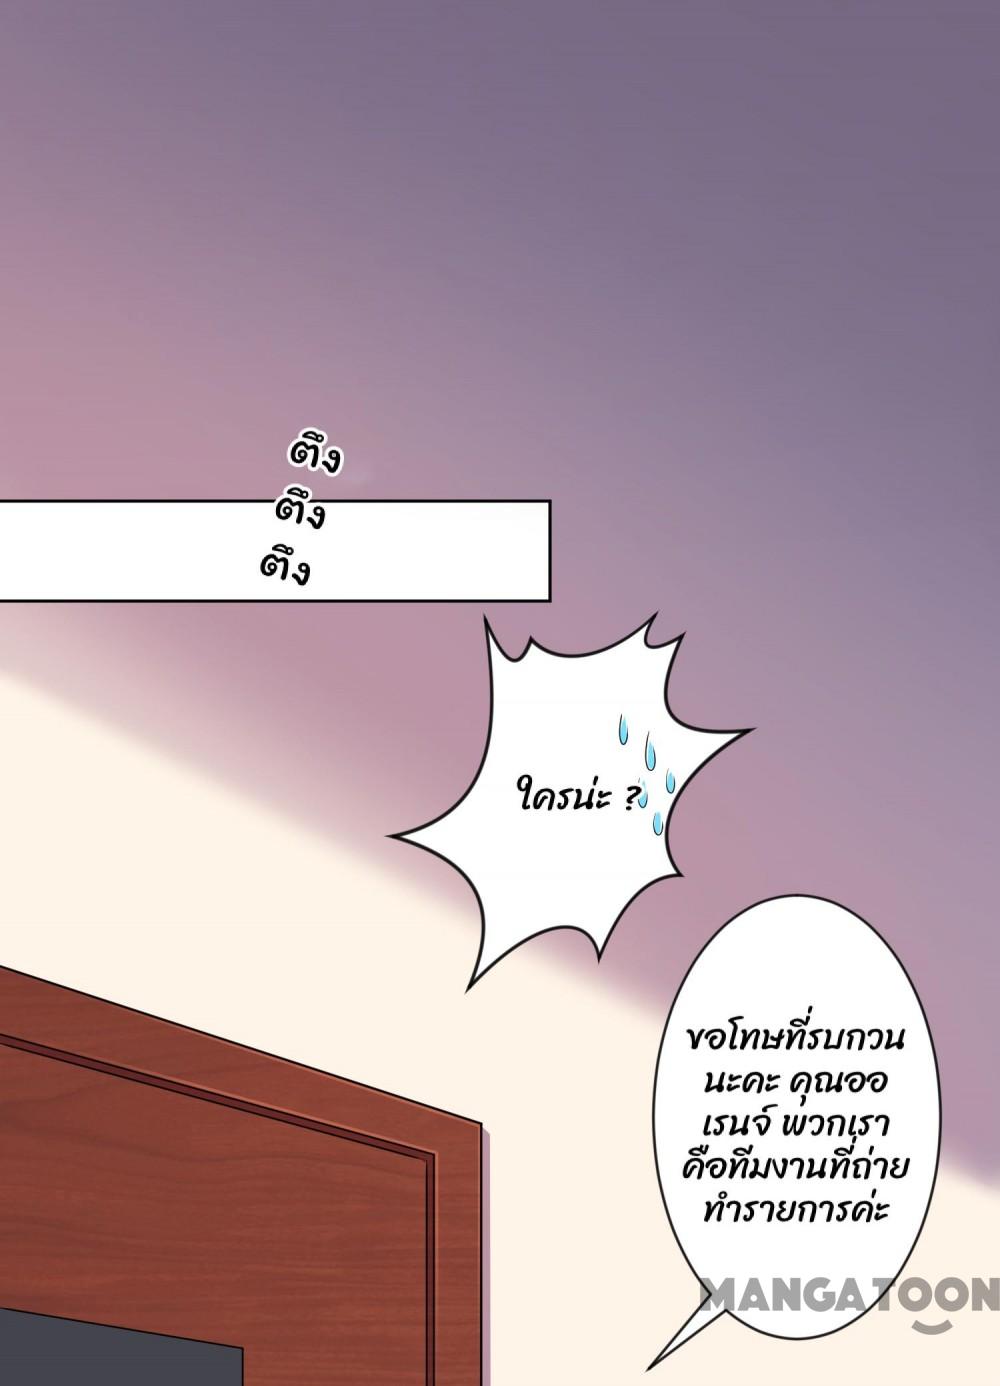 ตึง
ตึง
ตึง
ใครน่ะ ?
ขอโทษที่รบกวน
นะคะ คุณออ
เรนจ์ พวกเรา
คือทีมงานที่ถ่าย
ทำรายการค่ะ
MANGATOON